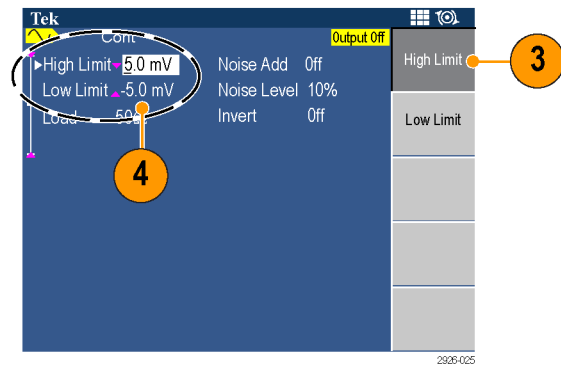 Tek
Cont
Output Off
High Limit 5.0 mV
Noise Add Off
Low Limit -5.0 mV
Noise Level 10%
Load 50
Invert Off
High Limit
Low Limit
3
4
2926-025